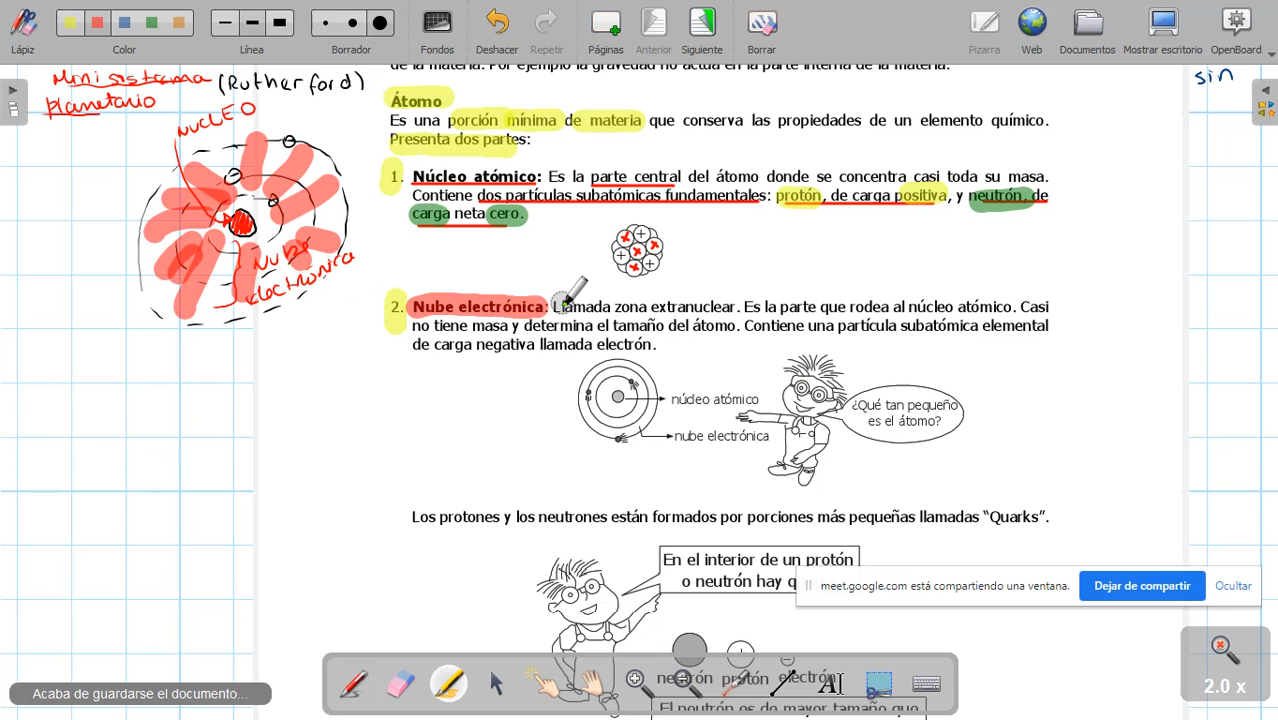 Lápiz
Color
Línea
Borrador
Fondos
Deshacer
Repetir
Páginas
Anterior
Siguiente
Borrar
Pizarra
Web
Documentos
Mostrar escritorio
OpenBoard
de la materia. Por ejemplo la gravedad no actúa en la parte interna de la materia.
Mini sistema (Rutherford)
planetario
NUCLEO
NUBE
electronica
sin
Átomo
Es una porción mínima de materia que conserva las propiedades de un elemento químico.
Presenta dos partes:
1. Núcleo atómico: Es la parte central del átomo donde se concentra casi toda su masa.
Contiene dos partículas subatómicas fundamentales: protón, de carga positiva, y neutrón, de
carga neta cero.
2. Nube electrónica: Llamada zona extranuclear. Es la parte que rodea al núcleo atómico. Casi
no tiene masa y determina el tamaño del átomo. Contiene una partícula subatómica elemental
de carga negativa llamada electrón.
núcleo atómico
nube electrónica
¿Qué tan pequeño
es el átomo?
Los protones y los neutrones están formados por porciones más pequeñas llamadas “Quarks”.
En el interior de un protón
o neutrón hay q
meet.google.com está compartiendo una ventana.
Dejar de compartir
Ocultar
neutrón protón electrón
El neutrón es de mayor tamaño que
Acaba de guardarse el documento...
2.0 x